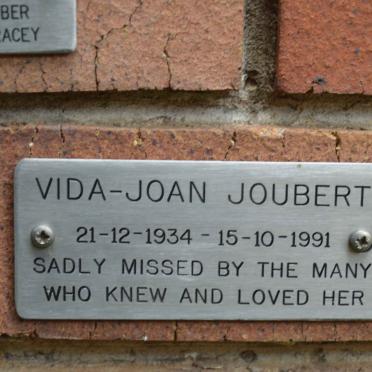 BER
RACEY
VIDA-JOAN JOUBERT
21-12-1934 - 15-10-1991
SADLY MISSED BY THE MANY
WHO KNEW AND LOVED HER